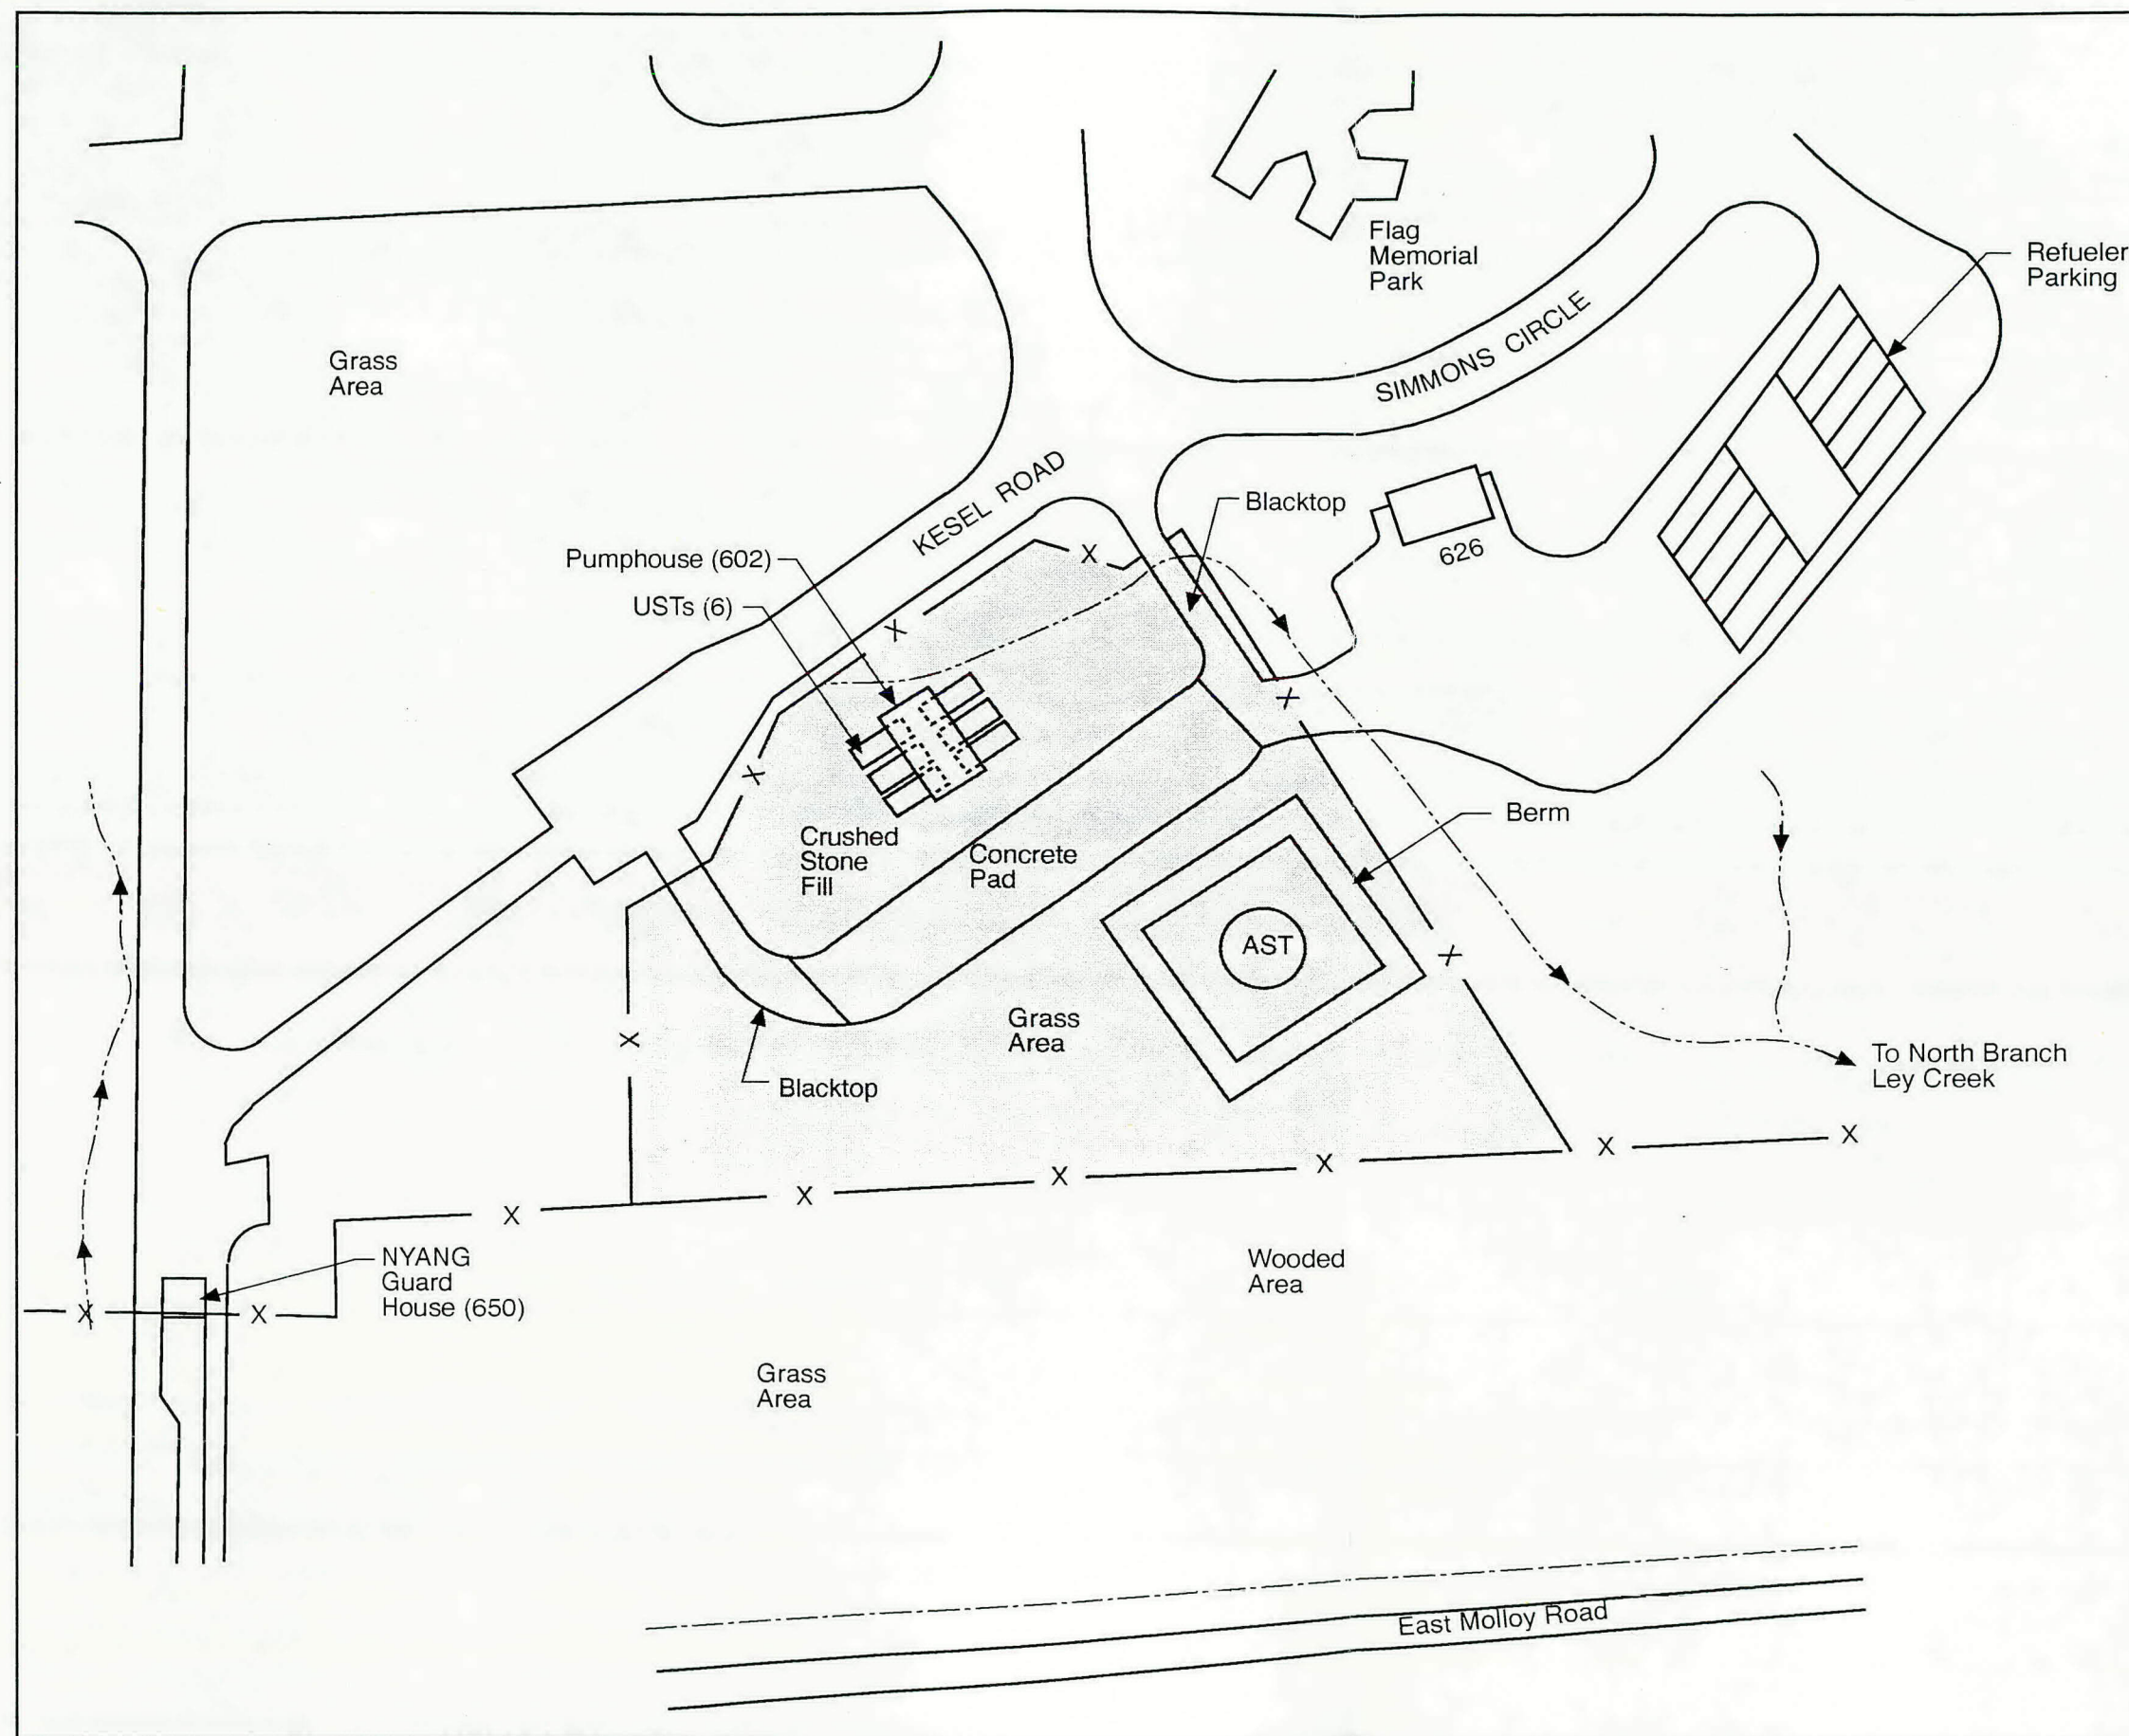 Flag
Memorial
Park
Refueler
Parking
SIMMONS CIRCLE
Grass
Area
KESEL ROAD
Blacktop
626
Pumphouse (602)
USTs (6)
X
X
X
X
Berm
Crushed
Stone
Fill
Concrete
Pad
AST
X
Grass
Area
X
To North Branch
Ley Creek
Blacktop
X
X
X
X
X
X
NYANG
Guard
House (650)
Wooded
Area
X
X
Grass
Area
East Molloy Road